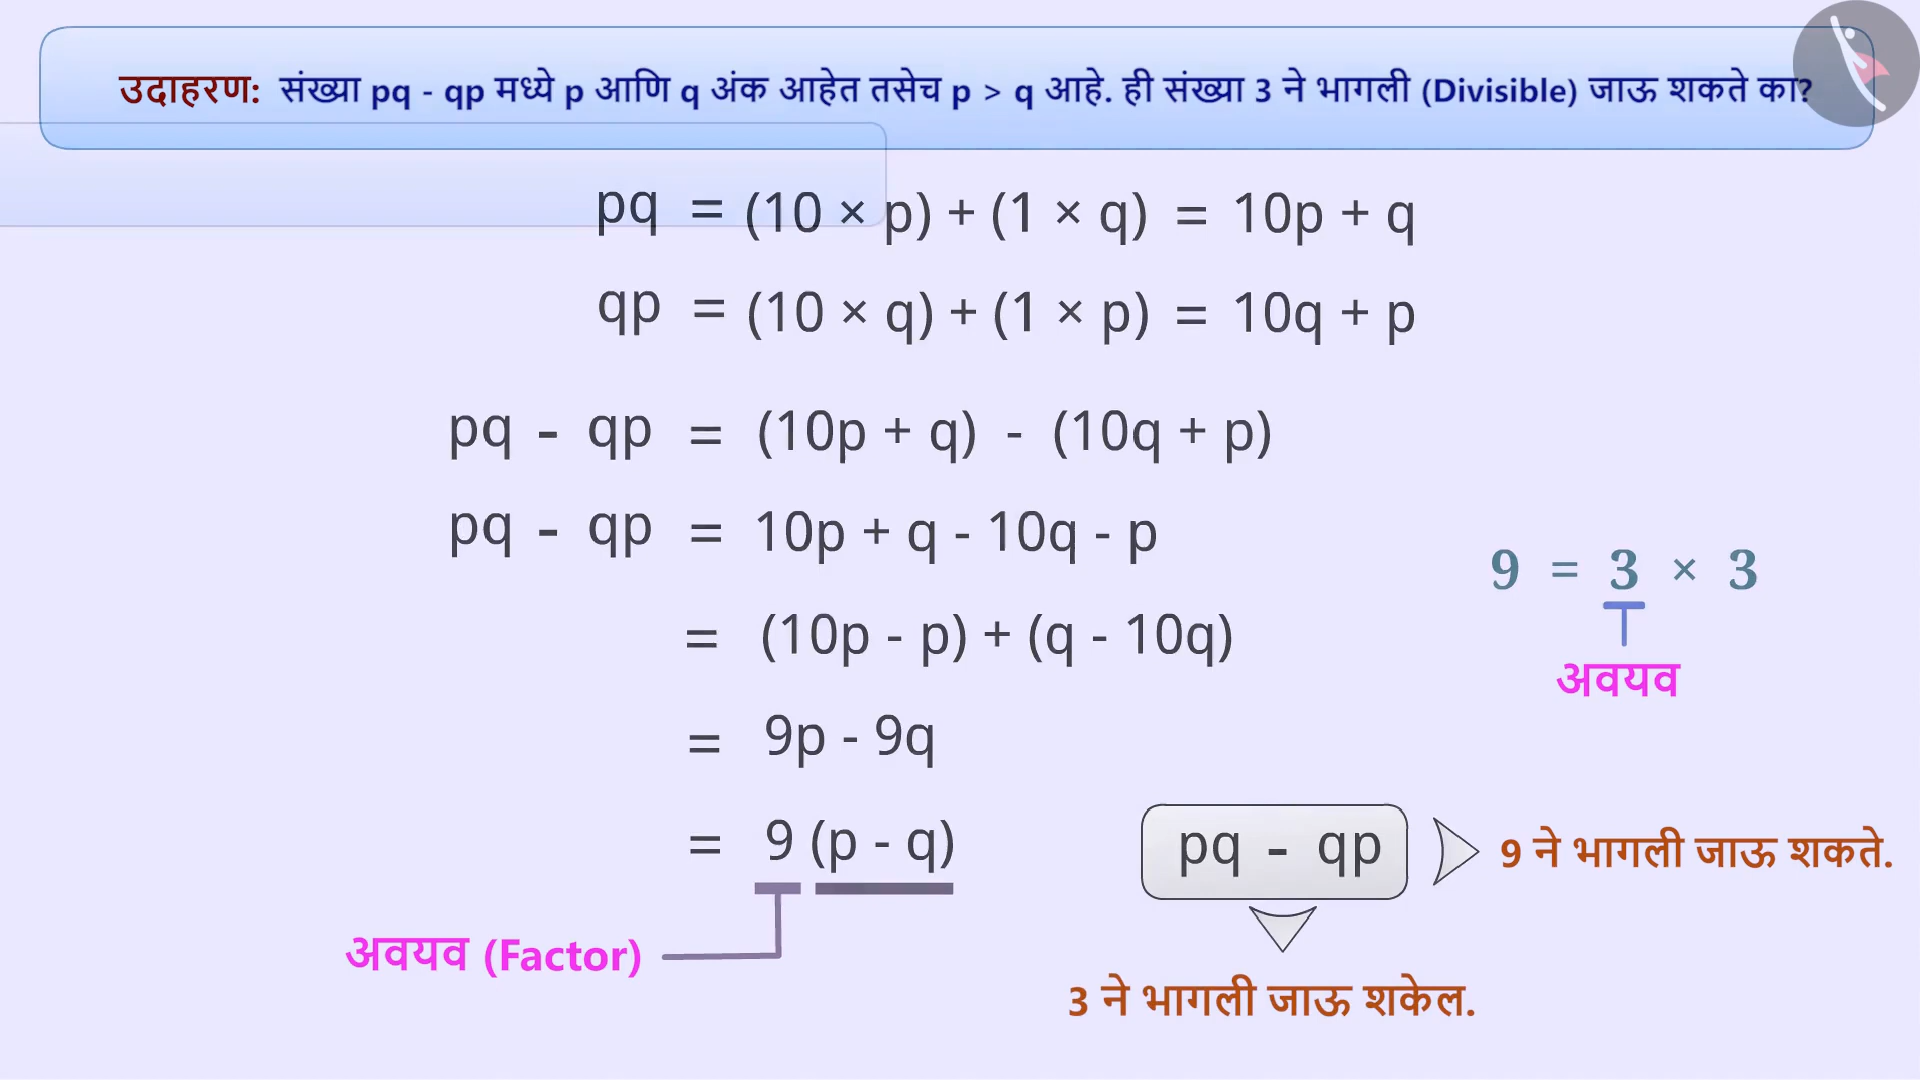 उदाहरण: संख्या pq - qp मध्ये p आणि q अंक आहेत तसेच p > q आहे. ही संख्या 3 ने भागली (Divisible) जाऊ शकते का?
pq = (10 × p) + (1 × q) = 10p + q
qp = (10 × q) + (1 × p) = 10q + p
pq - qp = (10p + q) - (10q + p)
pq - qp = 10p + q - 10q - p
9 = 3 × 3
= (10p - p) + (q - 10q)
अवयव
= 9p - 9q
= 9 (p - q)
pq - qp 9 ने भागली जाऊ शकते.
अवयव (Factor)
3 ने भागली जाऊ शकेल.